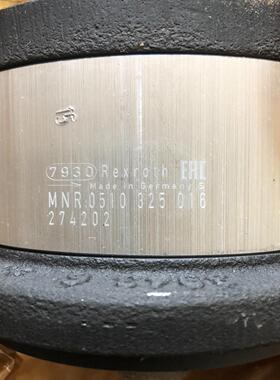 15
7930 Rexroth EAC
Made in Germany S
MNR:0510 325 016
274202